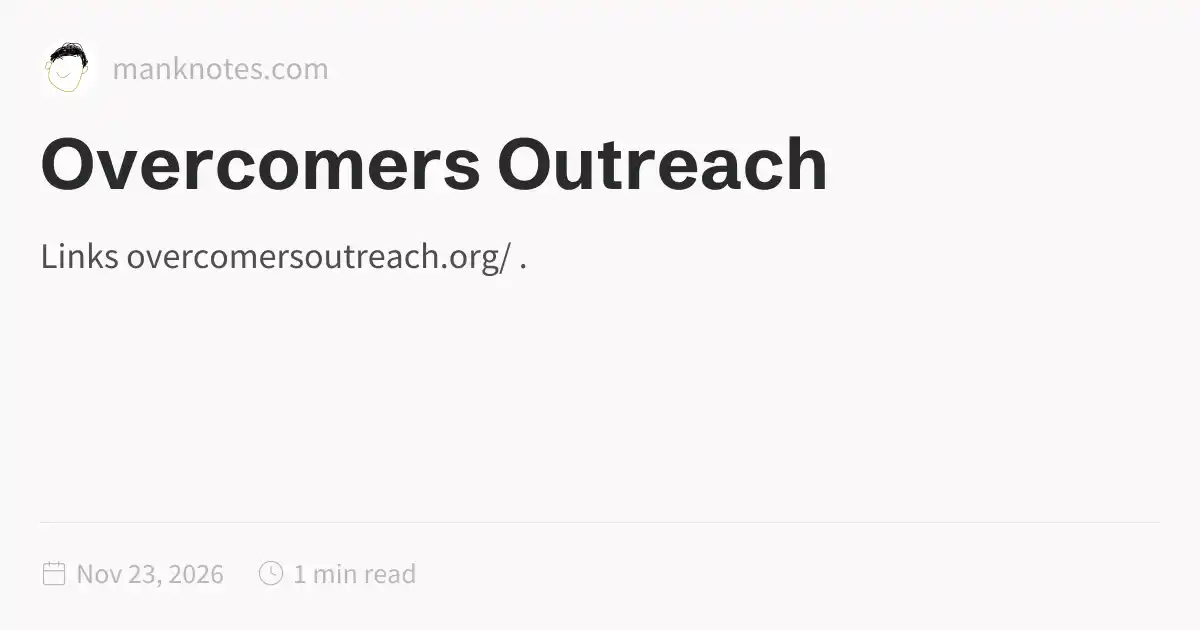 manknotes.com
Overcomers Outreach
Links overcomersoutreach.org/ .
Nov 23, 2026 1 min read